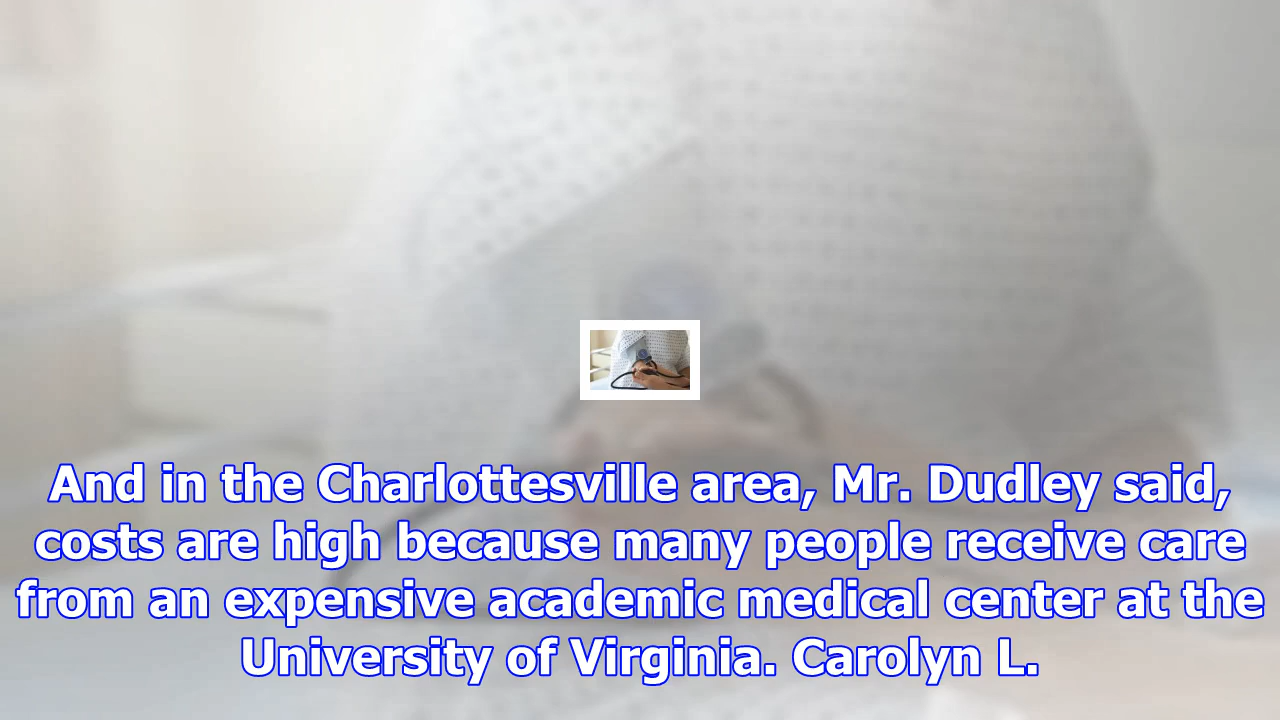 And in the Charlottesville area, Mr. Dudley said,
costs are high because many people receive care
from an expensive academic medical center at the
University of Virginia. Carolyn L.